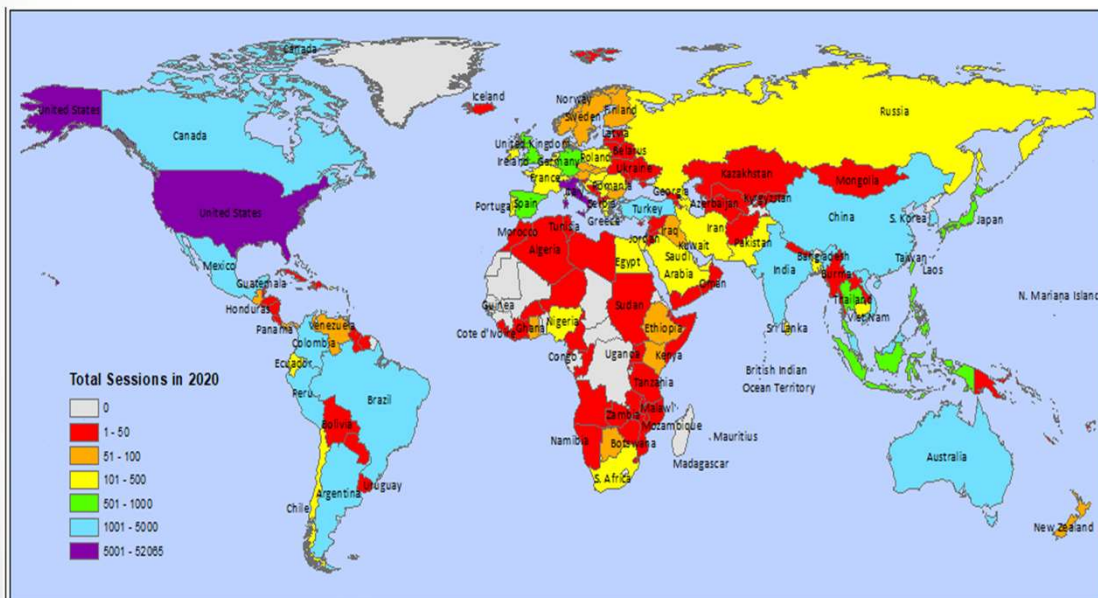 Canada
Iceland
United States
Norway
Finland
Sweden
Russia
Canada
Latvia
United Kingdom
Belarus
Ireland
Germany
Poland
Ukraine
Kazakhstan
Mongolia
France
Romania
Georgia
United States
Portugal
Spain
Serbia
Azerbaijan
Kyrgyzstan
Turkey
China
S. Korea
Japan
Greece
Morocco
Tunisia
Iraq
Iran
Jordan
Kuwait
Pakistan
Algeria
Mexico
Egypt
Saudi
Arabia
Bangladesh
Taiwan
India
Burma
Laos
Oman
Guatemala
Honduras
Guinea
Sudan
Thailand
N. Mariana Island
Panama
Venezuela
Cote d'Ivoire
Ghana
Nigeria
Ethiopia
Sri Lanka
Viet Nam
Colombia
Ecuador
Congo
Uganda
Kenya
British Indian
Ocean Territory
Total Sessions in 2020
Peru
Brazil
Tanzania
0
1 - 50
51 - 100
101 - 500
501 - 1000
1001 - 5000
5001 - 52065
Bolivia
Zambia
Malawi
Mozambique
Mauritius
Namibia
Botswana
Madagascar
Australia
S. Africa
Uruguay
Argentina
Chile
New Zealand